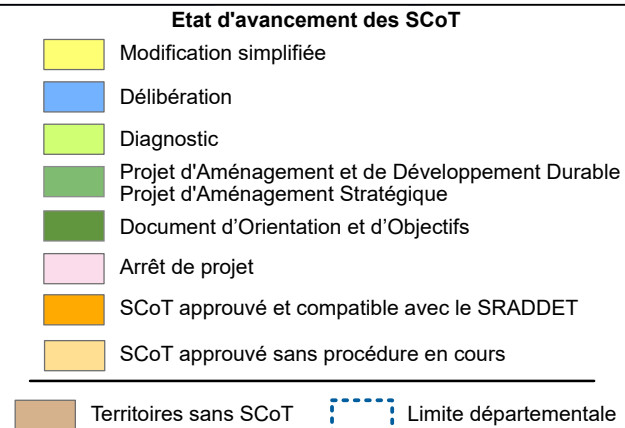 Etat d'avancement des SCoT
Modification simplifiée
Délibération
Diagnostic
Projet d'Aménagement et de Développement Durable
Projet d'Aménagement Stratégique
Document d’Orientation et d’Objectifs
Arrêt de projet
SCoT approuvé et compatible avec le SRADDET
SCoT approuvé sans procédure en cours
Territoires sans SCoT Limite départementale